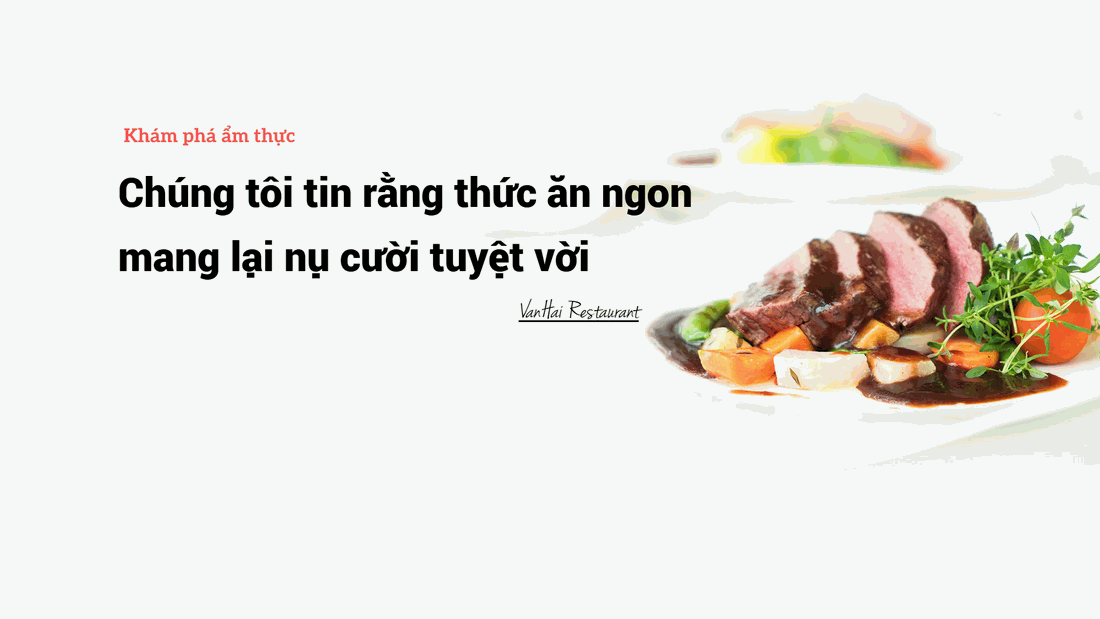 Khám phá ẩm thực
Chúng tôi tin rằng thức ăn ngon
mang lại nụ cười tuyệt vời
VanHai Restaurant